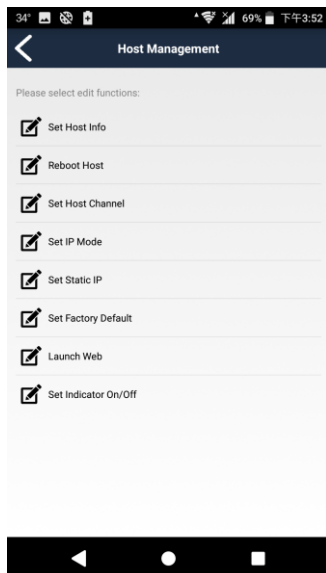 34° 69% 下午3:52
Host Management
Please select edit functions:
Set Host Info
Reboot Host
Set Host Channel
Set IP Mode
Set Static IP
Set Factory Default
Launch Web
Set Indicator On/Off